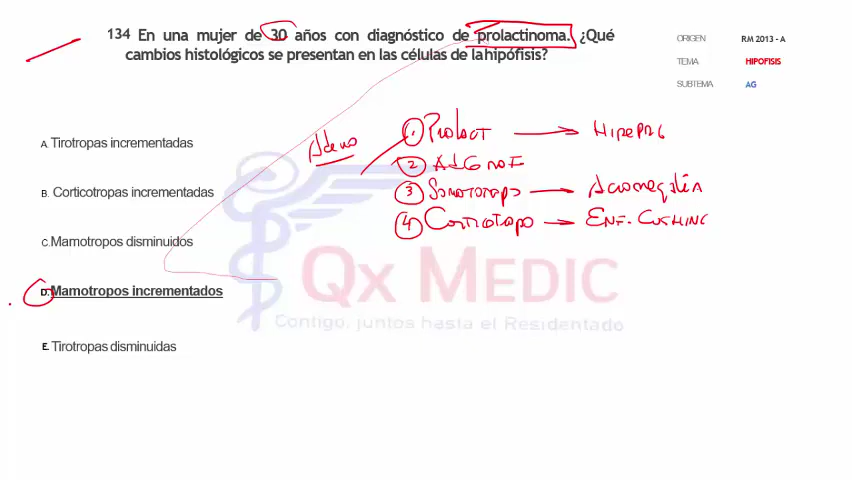 134 En una mujer de 30 años con diagnóstico de prolactinoma. ¿Qué
cambios histológicos se presentan en las células de la hipófisis?
ORIGEN RM 2013 - A
TEMA HIPOFISIS
SUBTEMA AG
A. Tirotropas incrementadas
B. Corticotropas incrementadas
C. Mamotropos disminuidos
D. Mamotropos incrementados
E. Tirotropas disminuidas
Adeno
1 Prolact → HiperPRL
2 Ad G no F
3 Somatotropo → Acromegalia
4 Corticotropo → Enf. Cushing
Qx MEDIC
Contigo, juntos hasta el Residentado